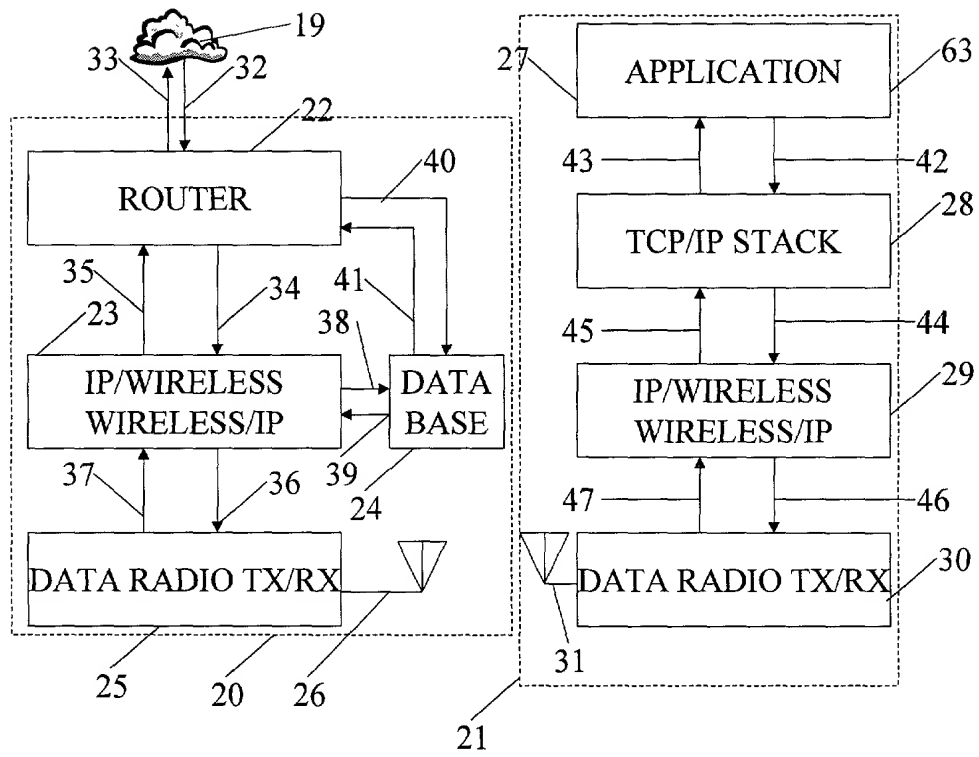 19
33
32
22
40
ROUTER
35
34
41
38
23
IP/WIRELESS
WIRELESS/IP
DATA
BASE
39
24
37
36
DATA RADIO TX/RX
25
20
26
27
63
APPLICATION
43
42
28
TCP/IP STACK
45
44
29
IP/WIRELESS
WIRELESS/IP
47
46
30
DATA RADIO TX/RX
31
21